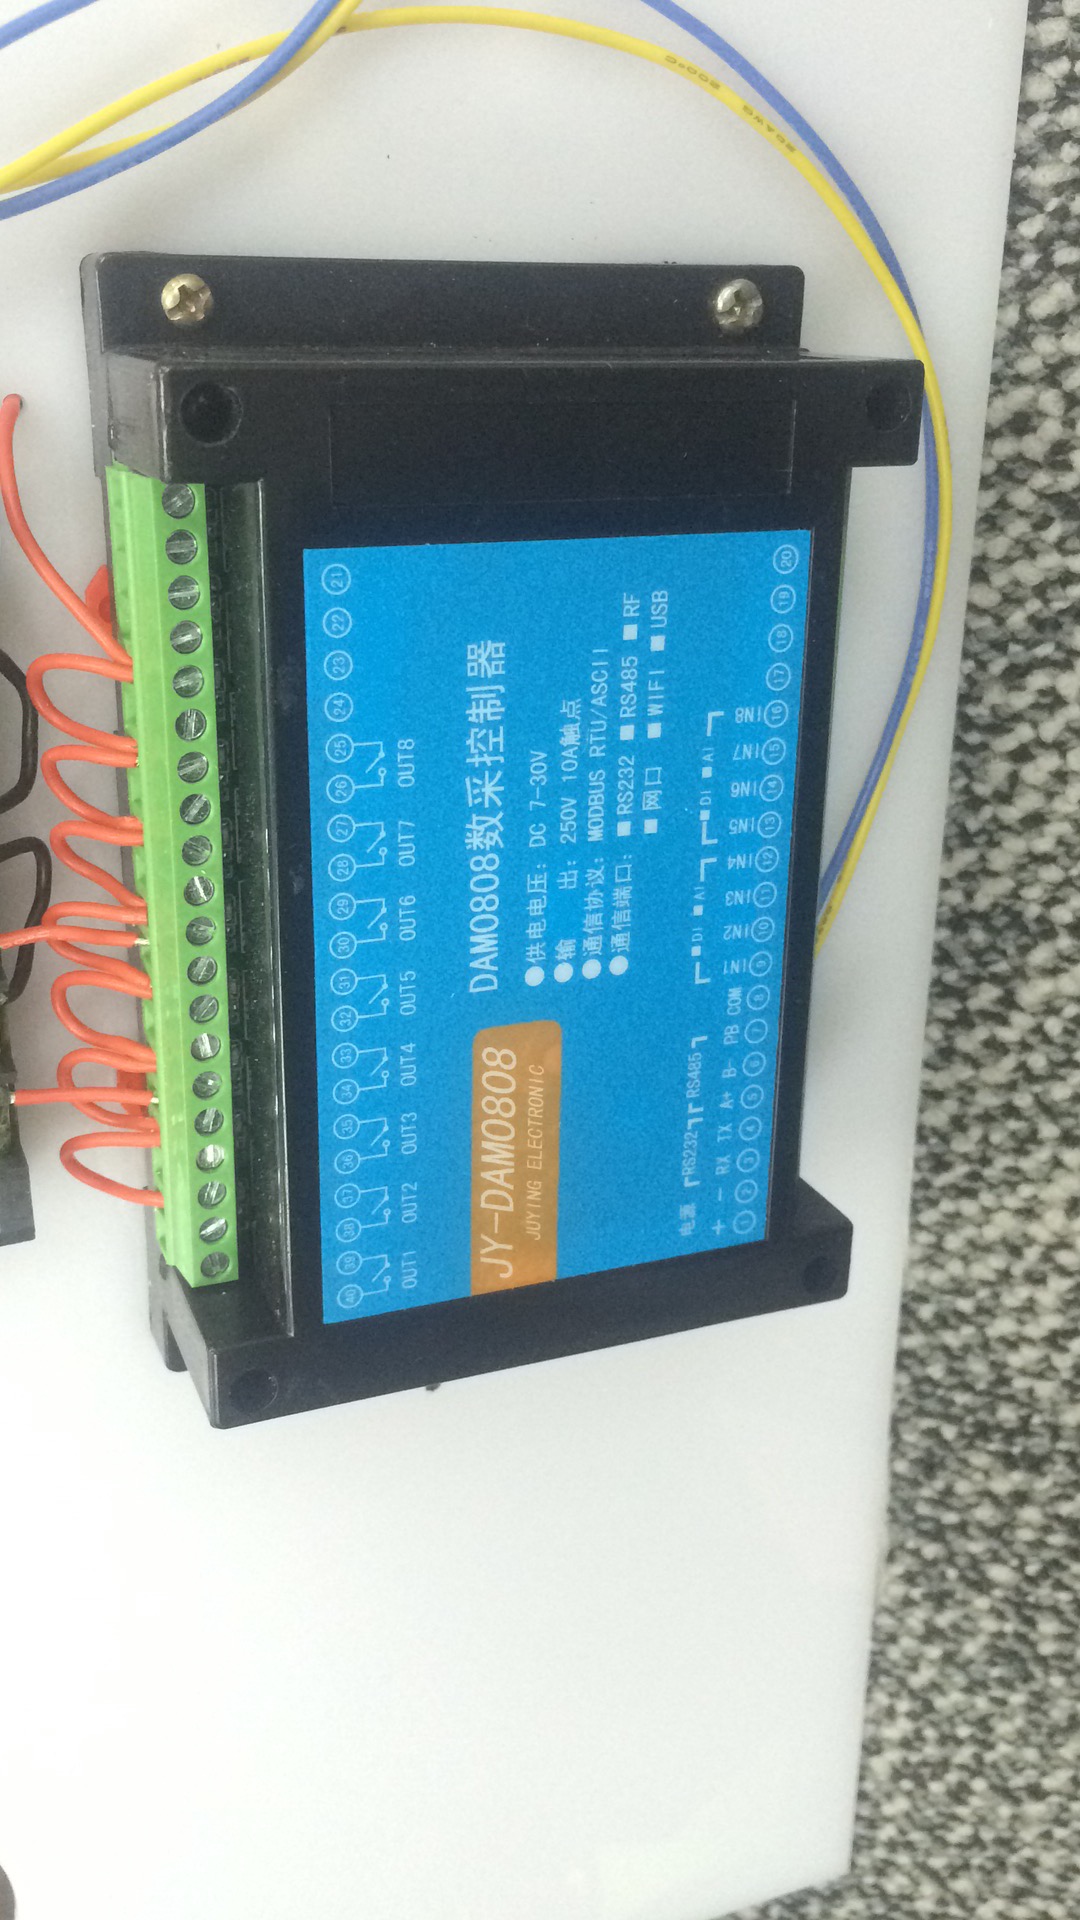 200℃
20AWG
40 39 38 37 36 35 34 33 32 31 30 29 28 27 26 25 24 23 22 21
OUT1 OUT2 OUT3 OUT4 OUT5 OUT6 OUT7 OUT8
JY-DAM0808
JUYING ELECTRONIC
DAM0808数采控制器
●供电电压: DC 7-30V
●输 出: 250V 10A触点
●通信协议: MODBUS RTU/ASCII
●通信端口: ■RS232 ■RS485 ■RF
■网口 ■WIFI ■USB
电源 RS232 RS485 ■DI ■AI ■DI ■AI
+ - RX TX A+ B- PB COM IN1 IN2 IN3 IN4 IN5 IN6 IN7 IN8
1 2 3 4 5 6 7 8 9 10 11 12 13 14 15 16 17 18 19 20